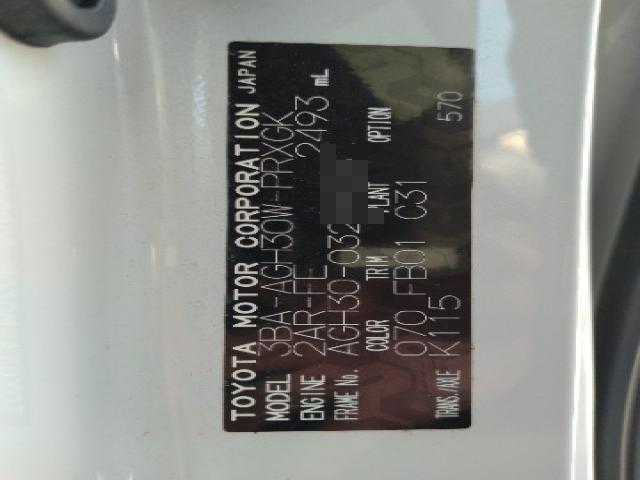 TOYOTA MOTOR CORPORATION JAPAN
MODEL 3BA-AGH30W-PRXGK
ENGINE 2AR-FE 2493 mL
FRAME No. AGH30-032
COLOR TRIM PLANT OPTION
070 FB01 C31
TRANS./AXLE K115 570